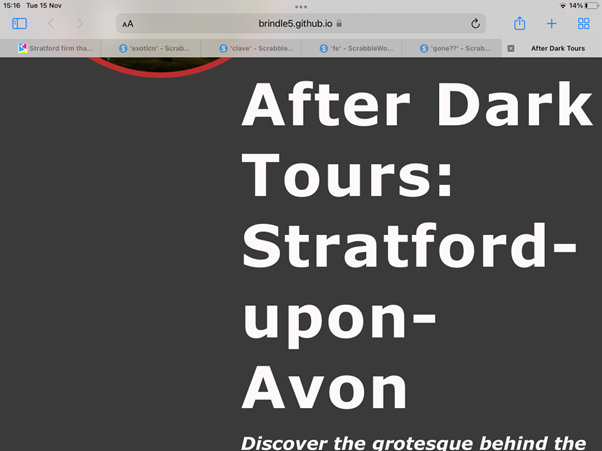 15:16 Tue 15 Nov 14%
AA brindle5.github.io
Stratford firm tha... 'exoticn' - Scrab... 'clave' - Scrabble... 'fe' - ScrabbleWo... 'gone??' - Scrab... After Dark Tours
After Dark
Tours:
Stratford-
upon-
Avon
Discover the grotesque behind the